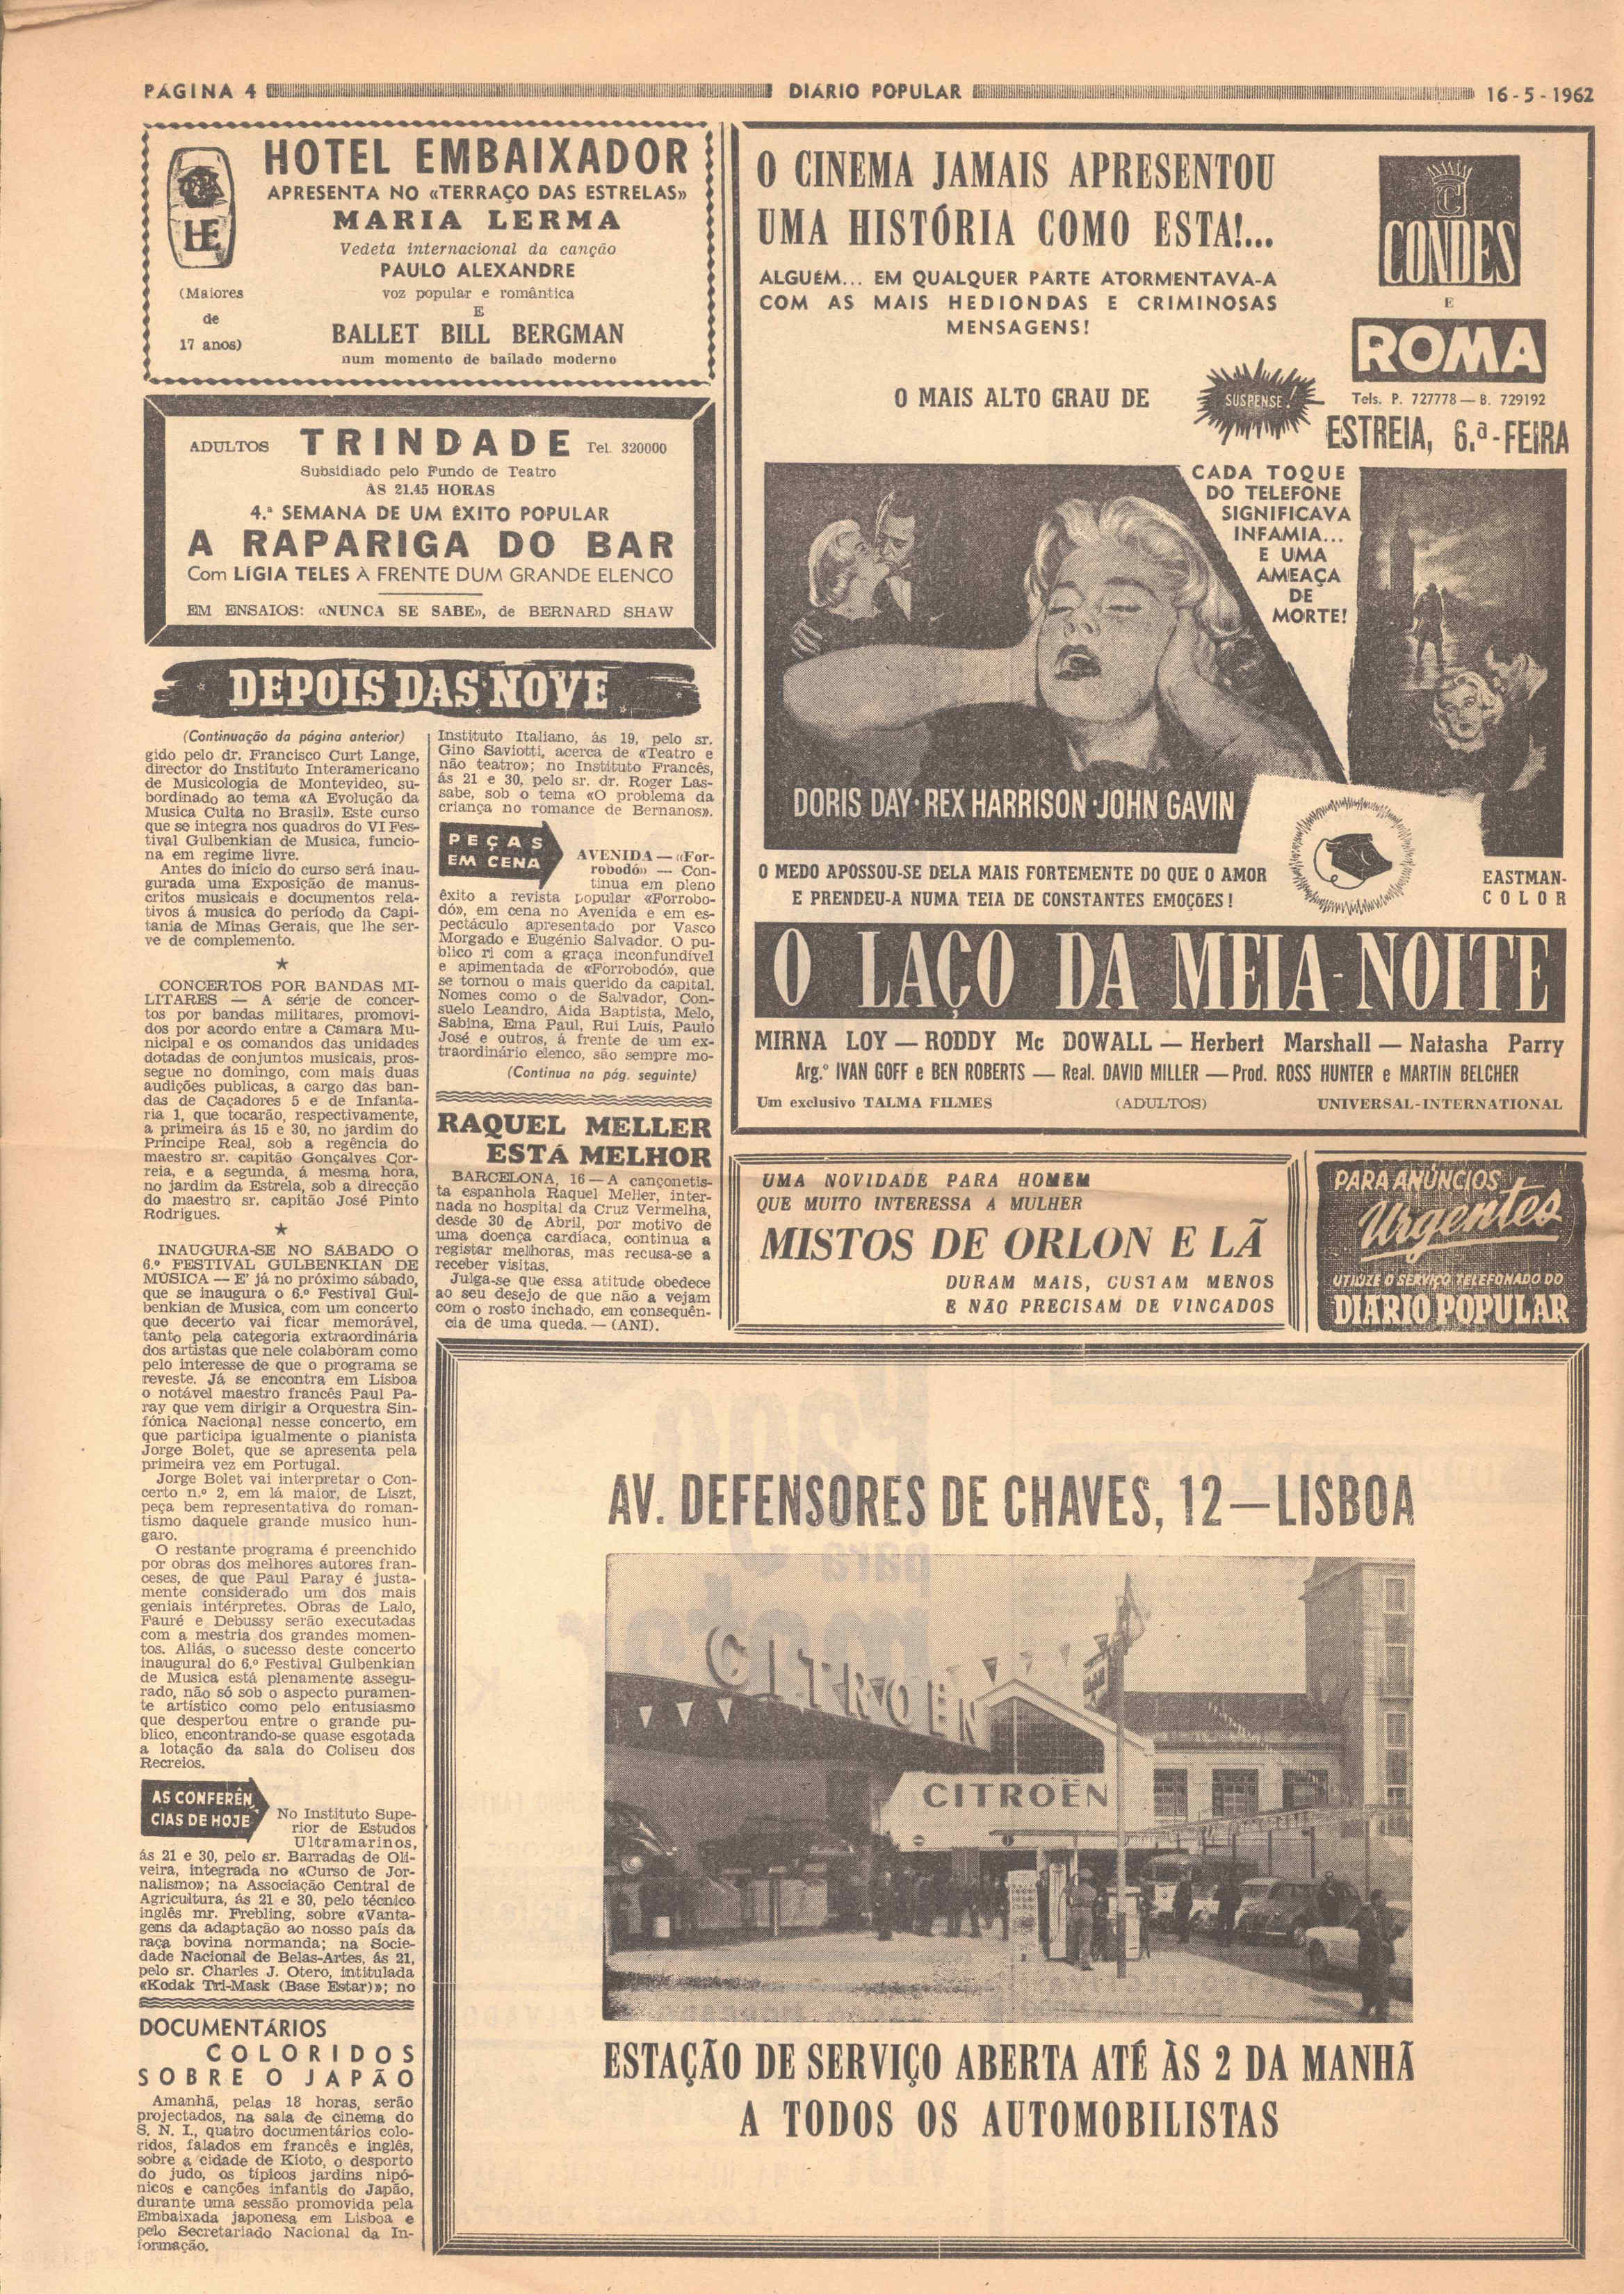 PÁGINA 4
DIÁRIO POPULAR
16-5-1962
HOTEL EMBAIXADOR
APRESENTA NO «TERRAÇO DAS ESTRELAS»
MARIA LERMA
Vedeta internacional da canção
PAULO ALEXANDRE
voz popular e romântica
E
BALLET BILL BERGMAN
num momento de bailado moderno
HE
(Maiores
de
17 anos)
ADULTOS TRINDADE Tel. 320000
Subsidiado pelo Fundo de Teatro
ÀS 21.45 HORAS
4.ª SEMANA DE UM ÊXITO POPULAR
A RAPARIGA DO BAR
Com LÍGIA TELES À FRENTE DUM GRANDE ELENCO
EM ENSAIOS: «NUNCA SE SABE», de BERNARD SHAW
DEPOIS DAS NOVE
(Continuação da página anterior)
gido pelo dr. Francisco Curt Lange,
director do Instituto Interamericano
de Musicologia de Montevideo, su-
bordinado ao tema «A Evolução da
Musica Culta no Brasil». Este curso
que se integra nos quadros do VI Fes-
tival Gulbenkian de Musica, funcio-
na em regime livre.
Antes do início do curso será inau-
gurada uma Exposição de manus-
critos musicais e documentos rela-
tivos á musica do período da Capi-
tania de Minas Gerais, que lhe ser-
ve de complemento.
★
CONCERTOS POR BANDAS MI-
LITARES — A série de concer-
tos por bandas militares, promovi-
dos por acordo entre a Camara Mu-
nicipal e os comandos das unidades
dotadas de conjuntos musicais, pros-
segue no domingo, com mais duas
audições publicas, a cargo das ban-
das de Caçadores 5 e de Infanta-
ria 1, que tocarão, respectivamente,
a primeira ás 15 e 30, no jardim do
Príncipe Real, sob a regência do
maestro sr. capitão Gonçalves Cor-
reia, e a segunda, á mesma hora,
no jardim da Estrela, sob a direcção
do maestro sr. capitão José Pinto
Rodrigues.
★
INAUGURA-SE NO SÁBADO O
6.º FESTIVAL GULBENKIAN DE
MÚSICA — E' já no próximo sábado,
que se inaugura o 6.º Festival Gul-
benkian de Musica, com um concerto
que decerto vai ficar memorável,
tanto pela categoria extraordinária
dos artistas que nele colaboram como
pelo interesse de que o programa se
reveste. Já se encontra em Lisboa
o notável maestro francês Paul Pa-
ray que vem dirigir a Orquestra Sin-
fónica Nacional nesse concerto, em
que participa igualmente o pianista
Jorge Bolet, que se apresenta pela
primeira vez em Portugal.
Jorge Bolet vai interpretar o Con-
certo n.º 2, em lá maior, de Liszt,
peça bem representativa do roman-
tismo daquele grande musico hun-
garo.
O restante programa é preenchido
por obras dos melhores autores fran-
ceses, de que Paul Paray é justa-
mente considerado um dos mais
geniais intérpretes. Obras de Lalo,
Fauré e Debussy serão executadas
com a mestria dos grandes momen-
tos. Aliás, o sucesso deste concerto
inaugural do 6.º Festival Gulbenkian
de Musica está plenamente assegu-
rado, não só sob o aspecto puramen-
te artístico como pelo entusiasmo
que despertou entre o grande pu-
blico, encontrando-se quase esgotada
a lotação da sala do Coliseu dos
Recreios.
AS CONFERÊN
CIAS DE HOJE
No Instituto Supe-
rior de Estudos
Ultramarinos,
ás 21 e 30, pelo sr. Barradas de Oli-
veira, integrada no «Curso de Jor-
nalismo»; na Associação Central de
Agricultura, ás 21 e 30, pelo técnico
inglês mr. Frebling, sobre «Vanta-
gens da adaptação ao nosso país da
raça bovina normanda; na Socie-
dade Nacional de Belas-Artes, ás 21,
pelo sr. Charles J. Otero, intitulada
«Kodak Tri-Mask (Base Estar)»; no
DOCUMENTÁRIOS
COLORIDOS
SOBRE O JAPÃO
Amanhã, pelas 18 horas, serão
projectados, na sala de cinema do
S. N. I., quatro documentários colo-
ridos, falados em francês e inglês,
sobre a cidade de Kioto, o desporto
do judo, os típicos jardins nipó-
nicos e canções infantis do Japão,
durante uma sessão promovida pela
Embaixada japonesa em Lisboa e
pelo Secretariado Nacional da In-
formação.
Instituto Italiano, ás 19, pelo sr.
Gino Saviotti, acerca de «Teatro e
não teatro»; no Instituto Francês,
ás 21 e 30, pelo sr. dr. Roger Las-
sabe, sob o tema «O problema da
criança no romance de Bernanos».
PEÇAS
EM CENA
AVENIDA — «For-
robodó» — Con-
tinua em pleno
êxito a revista popular «Forrobo-
dó», em cena no Avenida e em es-
pectáculo apresentado por Vasco
Morgado e Eugénio Salvador. O pu-
blico ri com a graça inconfundível
e apimentada de «Forrobodó», que
se tornou o mais querido da capital.
Nomes como o de Salvador, Con-
suelo Leandro, Aida Baptista, Melo,
Sabina, Ema Paul, Rui Luís, Paulo
José e outros, á frente de um ex-
traordinário elenco, são sempre mo-
(Continua na pág. seguinte)
RAQUEL MELLER
ESTÁ MELHOR
BARCELONA, 16 — A cançonetis-
ta espanhola Raquel Meller, inter-
nada no hospital da Cruz Vermelha,
desde 30 de Abril, por motivo de
uma doença cardíaca, continua a
registar melhoras, mas recusa-se a
receber visitas.
Julga-se que essa atitude obedece
ao seu desejo de que não a vejam
com o rosto inchado, em consequên-
cia de uma queda. — (ANI).
O CINEMA JAMAIS APRESENTOU
UMA HISTÓRIA COMO ESTA!...
ALGUÉM... EM QUALQUER PARTE ATORMENTAVA-A
COM AS MAIS HEDIONDAS E CRIMINOSAS
MENSAGENS!
O MAIS ALTO GRAU DE
SUSPENSE!
C
CONDES
E
ROMA
Tels. P. 727778 — B. 729192
ESTREIA, 6.ª-FEIRA
CADA TOQUE
DO TELEFONE
SIGNIFICAVA
INFAMIA...
E UMA
AMEAÇA
DE
MORTE!
DORIS DAY·REX HARRISON·JOHN GAVIN
O MEDO APOSSOU-SE DELA MAIS FORTEMENTE DO QUE O AMOR
E PRENDEU-A NUMA TEIA DE CONSTANTES EMOÇÕES!
EASTMAN-
COLOR
O LAÇO DA MEIA-NOITE
MIRNA LOY — RODDY Mc DOWALL — Herbert Marshall — Natasha Parry
Arg.º IVAN GOFF e BEN ROBERTS — Real. DAVID MILLER — Prod. ROSS HUNTER e MARTIN BELCHER
Um exclusivo TALMA FILMES (ADULTOS) UNIVERSAL-INTERNATIONAL
UMA NOVIDADE PARA HOMEM
QUE MUITO INTERESSA À MULHER
MISTOS DE ORLON E LÃ
DURAM MAIS, CUSTAM MENOS
E NÃO PRECISAM DE VINCADOS
PARA ANÚNCIOS
Urgentes
UTILIZE O SERVIÇO TELEFONADO DO
DIÁRIO POPULAR
AV. DEFENSORES DE CHAVES, 12 — LISBOA
CITROËN
CITROËN
ESTAÇÃO DE SERVIÇO ABERTA ATÉ ÀS 2 DA MANHÃ
A TODOS OS AUTOMOBILISTAS